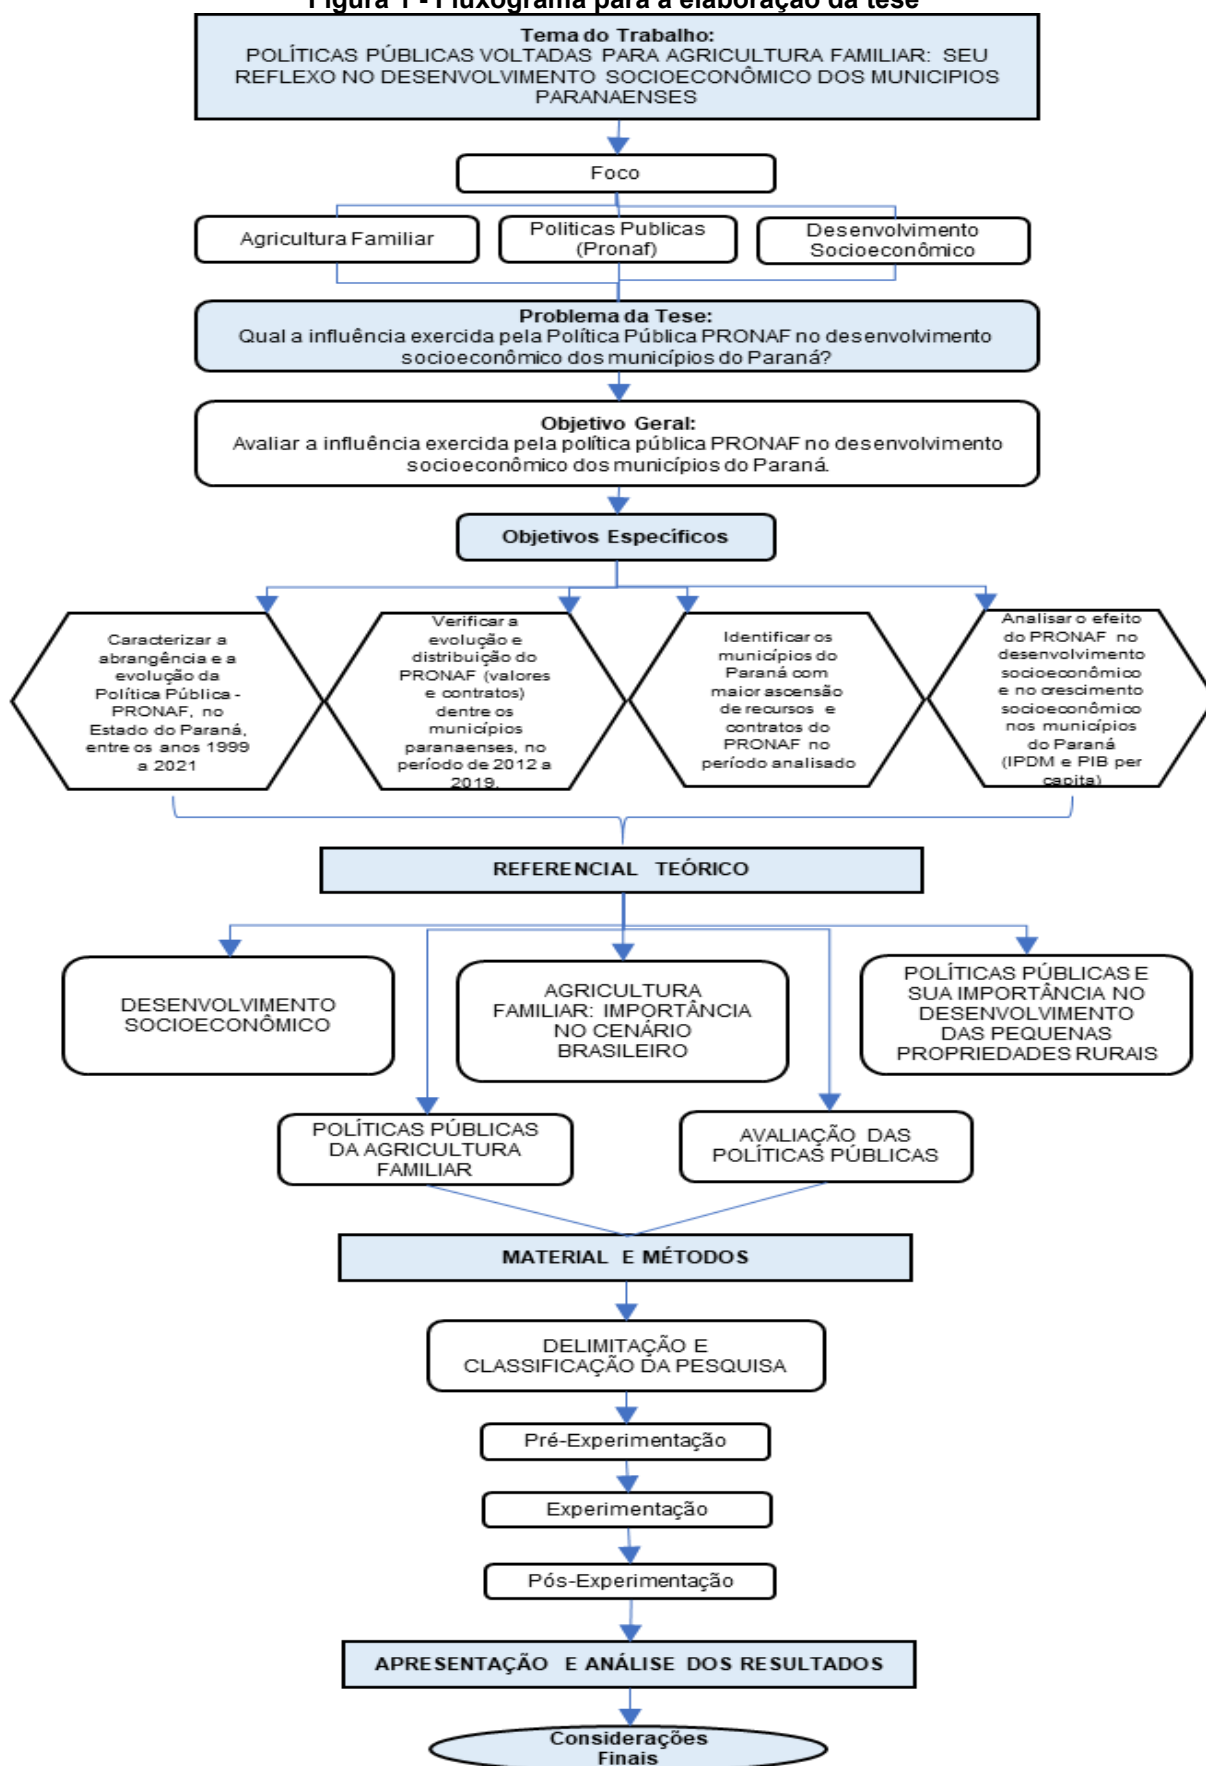 Figura 1 - Fluxograma para a elaboração da tese
Tema do Trabalho:
POLÍTICAS PÚBLICAS VOLTADAS PARA AGRICULTURA FAMILIAR: SEU
REFLEXO NO DESENVOLVIMENTO SOCIOECONÔMICO DOS MUNICIPIOS
PARANAENSES
Foco
Agricultura Familiar
Politicas Publicas
(Pronaf)
Desenvolvimento
Socioeconômico
Problema da Tese:
Qual a influência exercida pela Política Pública PRONAF no desenvolvimento
socioeconômico dos municípios do Paraná?
Objetivo Geral:
Avaliar a influência exercida pela política pública PRONAF no desenvolvimento
socioeconômico dos municípios do Paraná.
Objetivos Específicos
Caracterizar a
abrangência e a
evolução da
Política Pública -
PRONAF, no
Estado do Paraná,
entre os anos 1999
a 2021
Verificar a
evolução e
distribuição do
PRONAF (valores
e contratos)
dentre os
municípios
paranaenses, no
período de 2012 a
2019.
Identificar os
municípios do
Paraná com
maior ascensão
de recursos e
contratos do
PRONAF no
período analisado
Analisar o efeito
do PRONAF no
desenvolvimento
socioeconômico
e no crescimento
socioeconômico
nos municípios
do Paraná
(IPDM e PIB per
capita)
REFERENCIAL TEÓRICO
DESENVOLVIMENTO
SOCIOECONÔMICO
AGRICULTURA
FAMILIAR: IMPORTÂNCIA
NO CENÁRIO
BRASILEIRO
POLÍTICAS PÚBLICAS E
SUA IMPORTÂNCIA NO
DESENVOLVIMENTO
DAS PEQUENAS
PROPRIEDADES RURAIS
POLÍTICAS PÚBLICAS
DA AGRICULTURA
FAMILIAR
AVALIAÇÃO DAS
POLÍTICAS PÚBLICAS
MATERIAL E MÉTODOS
DELIMITAÇÃO E
CLASSIFICAÇÃO DA PESQUISA
Pré-Experimentação
Experimentação
Pós-Experimentação
APRESENTAÇÃO E ANÁLISE DOS RESULTADOS
Considerações
Finais